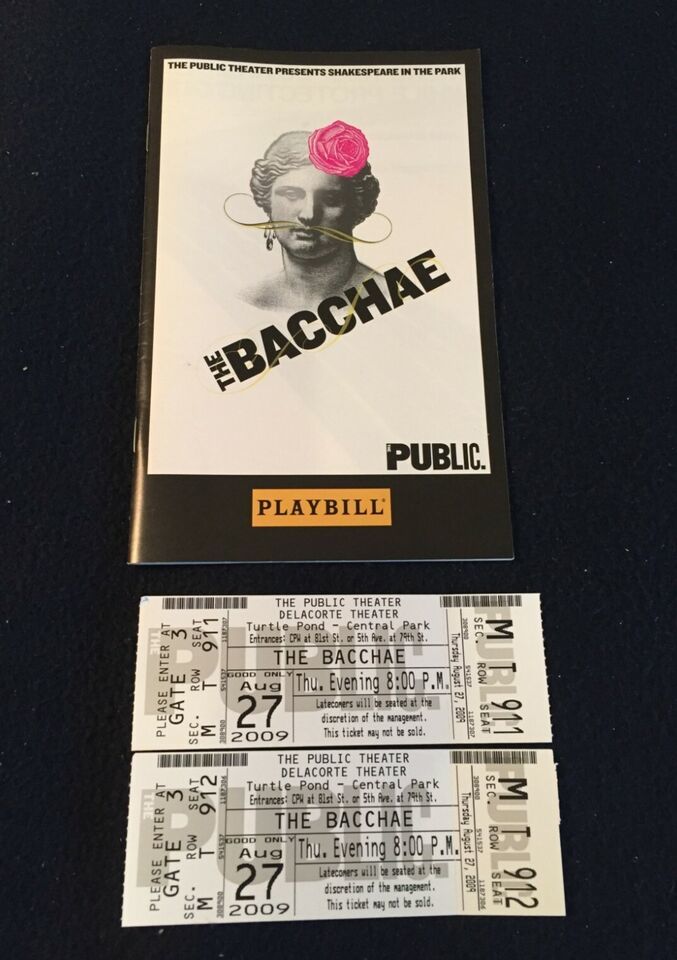 THE PUBLIC THEATER PRESENTS SHAKESPEARE IN THE PARK
THE BACCHAE
THE PUBLIC.
PLAYBILL
PLEASE ENTER AT
GATE 3
SEC. ROW SEAT
M T 911
THE PUBLIC THEATER
DELACORTE THEATER
Turtle Pond - Central Park
Entrances: CPW at 81st St. or 5th Ave. at 79th St.
THE BACCHAE
GOOD ONLY
Aug
27
2009
Thu. Evening 8:00 P.M.
Latecomers will be seated at the
discretion of the management.
This ticket may not be sold.
Thursday August 27, 2009
SEC. ROW SEAT
M T 911
PLEASE ENTER AT
GATE 3
SEC. ROW SEAT
M T 912
THE PUBLIC THEATER
DELACORTE THEATER
Turtle Pond - Central Park
Entrances: CPW at 81st St. or 5th Ave. at 79th St.
THE BACCHAE
GOOD ONLY
Aug
27
2009
Thu. Evening 8:00 P.M.
Latecomers will be seated at the
discretion of the management.
This ticket may not be sold.
Thursday August 27, 2009
SEC. ROW SEAT
M T 912